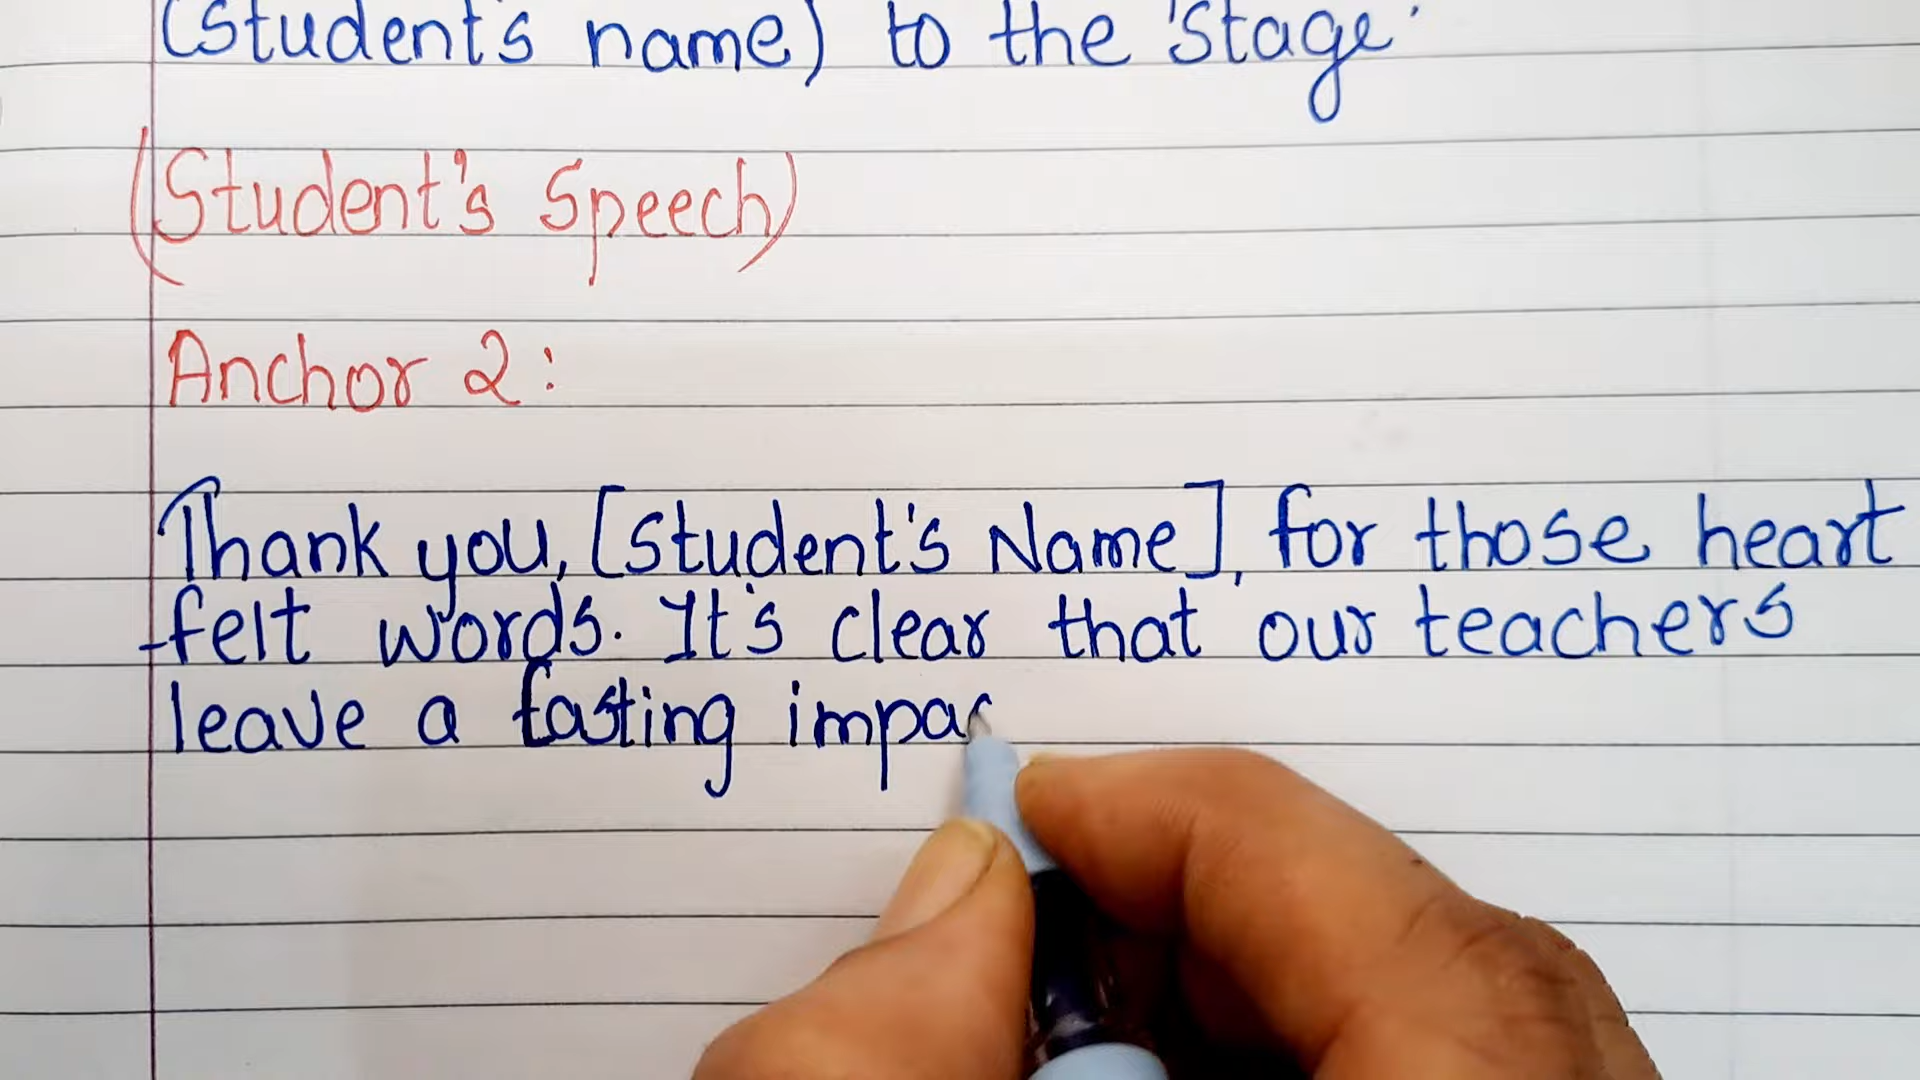 (Student's name) to the stage.
(Student's Speech)
Anchor 2:
Thank you, [Student's Name], for those heart
-felt words. It's clear that our teachers
leave a lasting impac